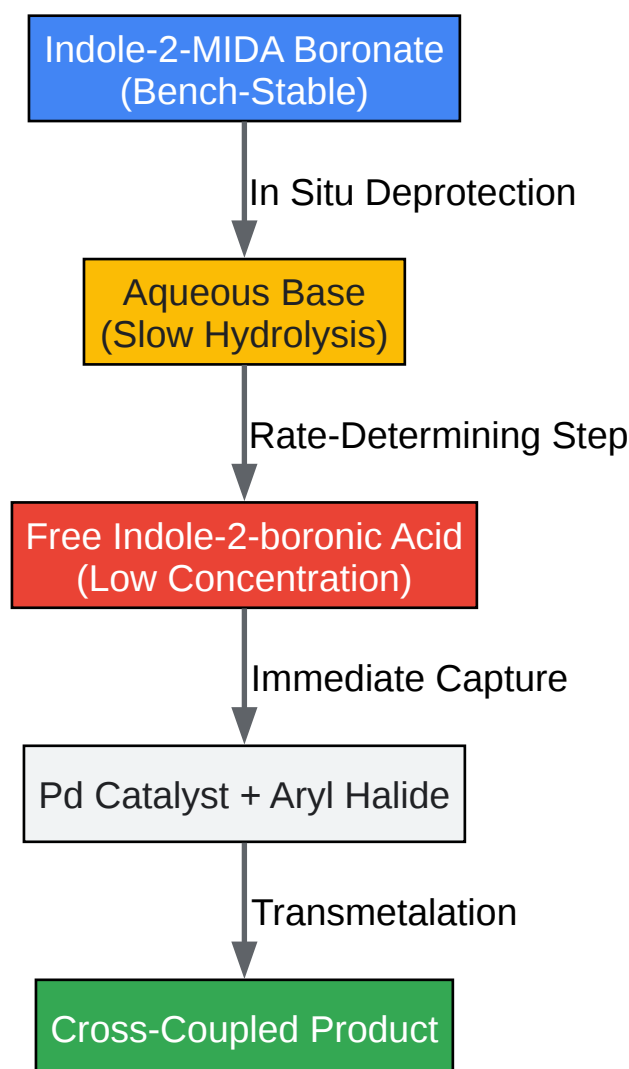 Indole-2-MIDA Boronate
(Bench-Stable)
In Situ Deprotection
Aqueous Base
(Slow Hydrolysis)
Rate-Determining Step
Free Indole-2-boronic Acid
(Low Concentration)
Immediate Capture
Pd Catalyst + Aryl Halide
Transmetalation
Cross-Coupled Product